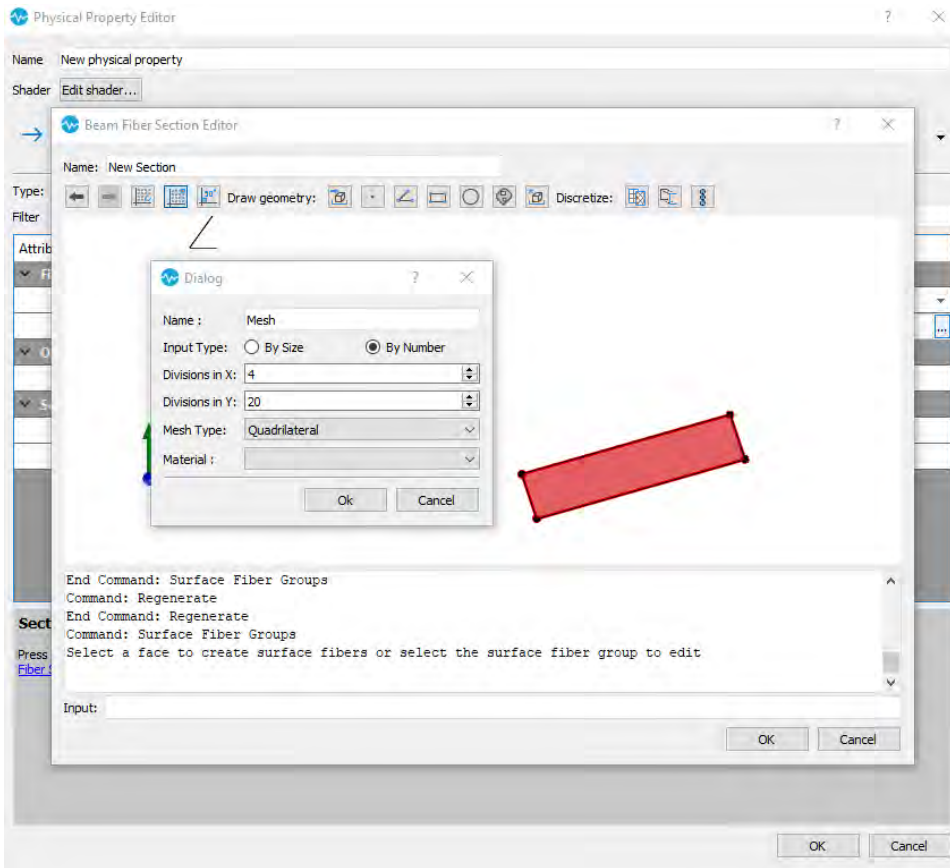 Physical Property Editor
Name New physical property
Shader Edit shader...
Beam Fiber Section Editor
Name: New Section
Type:
Draw geometry:
Discretize:
Filter
Attrib
Dialog
Name : Mesh
Input Type: By Size By Number
Divisions in X: 4
Divisions in Y: 20
Mesh Type: Quadrilateral
Material :
Ok Cancel
End Command: Surface Fiber Groups
Command: Regenerate
End Command: Regenerate
Command: Surface Fiber Groups
Select a face to create surface fibers or select the surface fiber group to edit
Sect
Press
Fiber
Input:
OK Cancel
OK Cancel